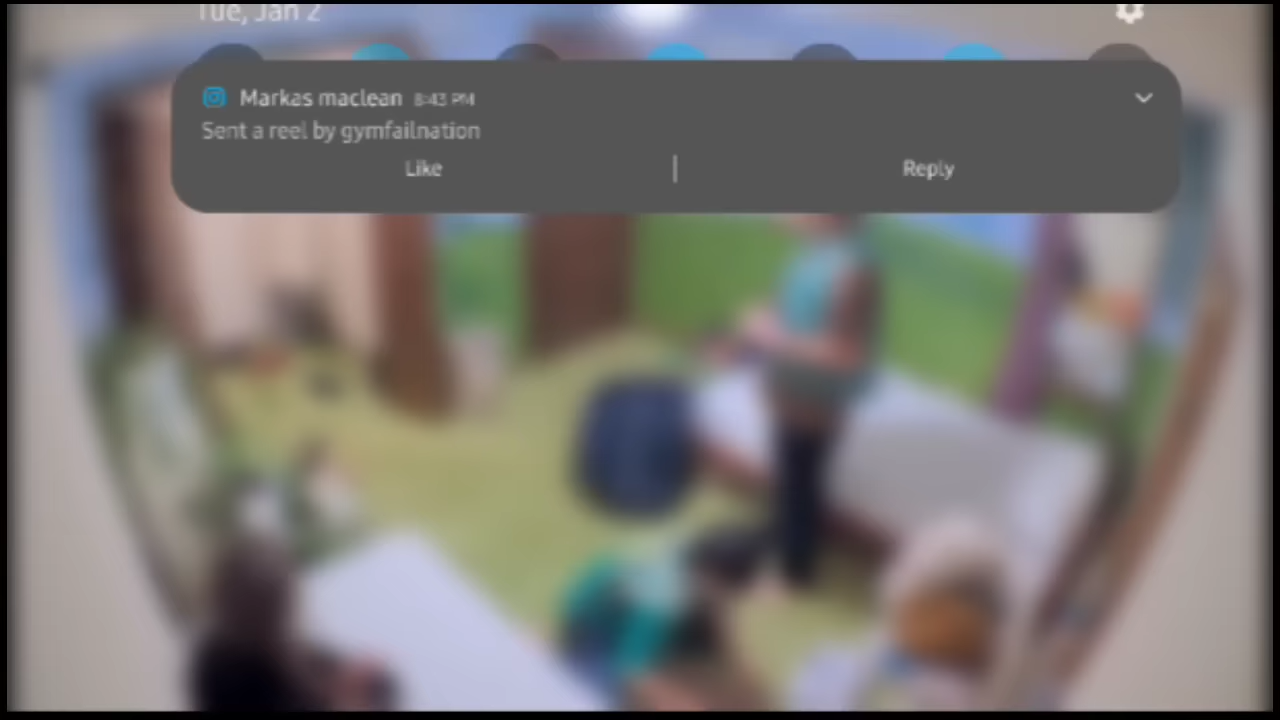 Tue, Jan 2
Markas maclean 8:43 PM
Sent a reel by gymfailnation
Like | Reply